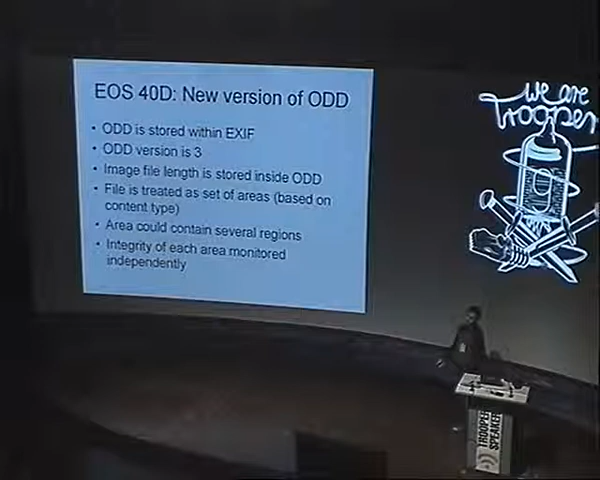 EOS 40D: New version of ODD
• ODD is stored within EXIF
• ODD version is 3
• Image file length is stored inside ODD
• File is treated as set of areas (based on
content type)
• Area could contain several regions
• Integrity of each area monitored
independently
we are
Troopers
TROOPERS
SPEAKER